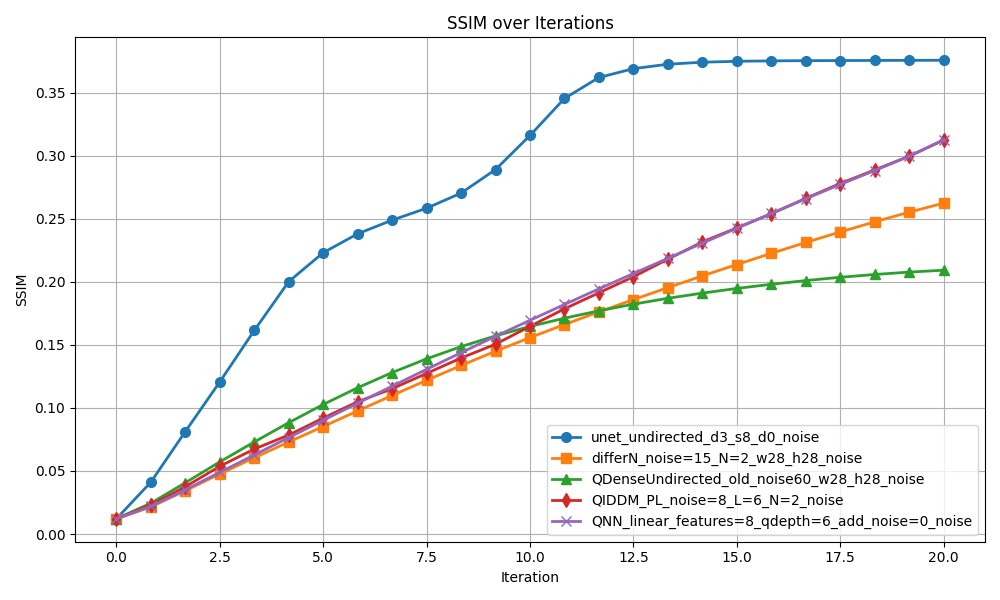 SSIM over Iterations
SSIM
0.35
0.30
0.25
0.20
0.15
0.10
0.05
0.00
0.0 2.5 5.0 7.5 10.0 12.5 15.0 17.5 20.0
Iteration
unet_undirected_d3_s8_d0_noise
differN_noise=15_N=2_w28_h28_noise
QDenseUndirected_old_noise60_w28_h28_noise
QIDDM_PL_noise=8_L=6_N=2_noise
QNN_linear_features=8_qdepth=6_add_noise=0_noise